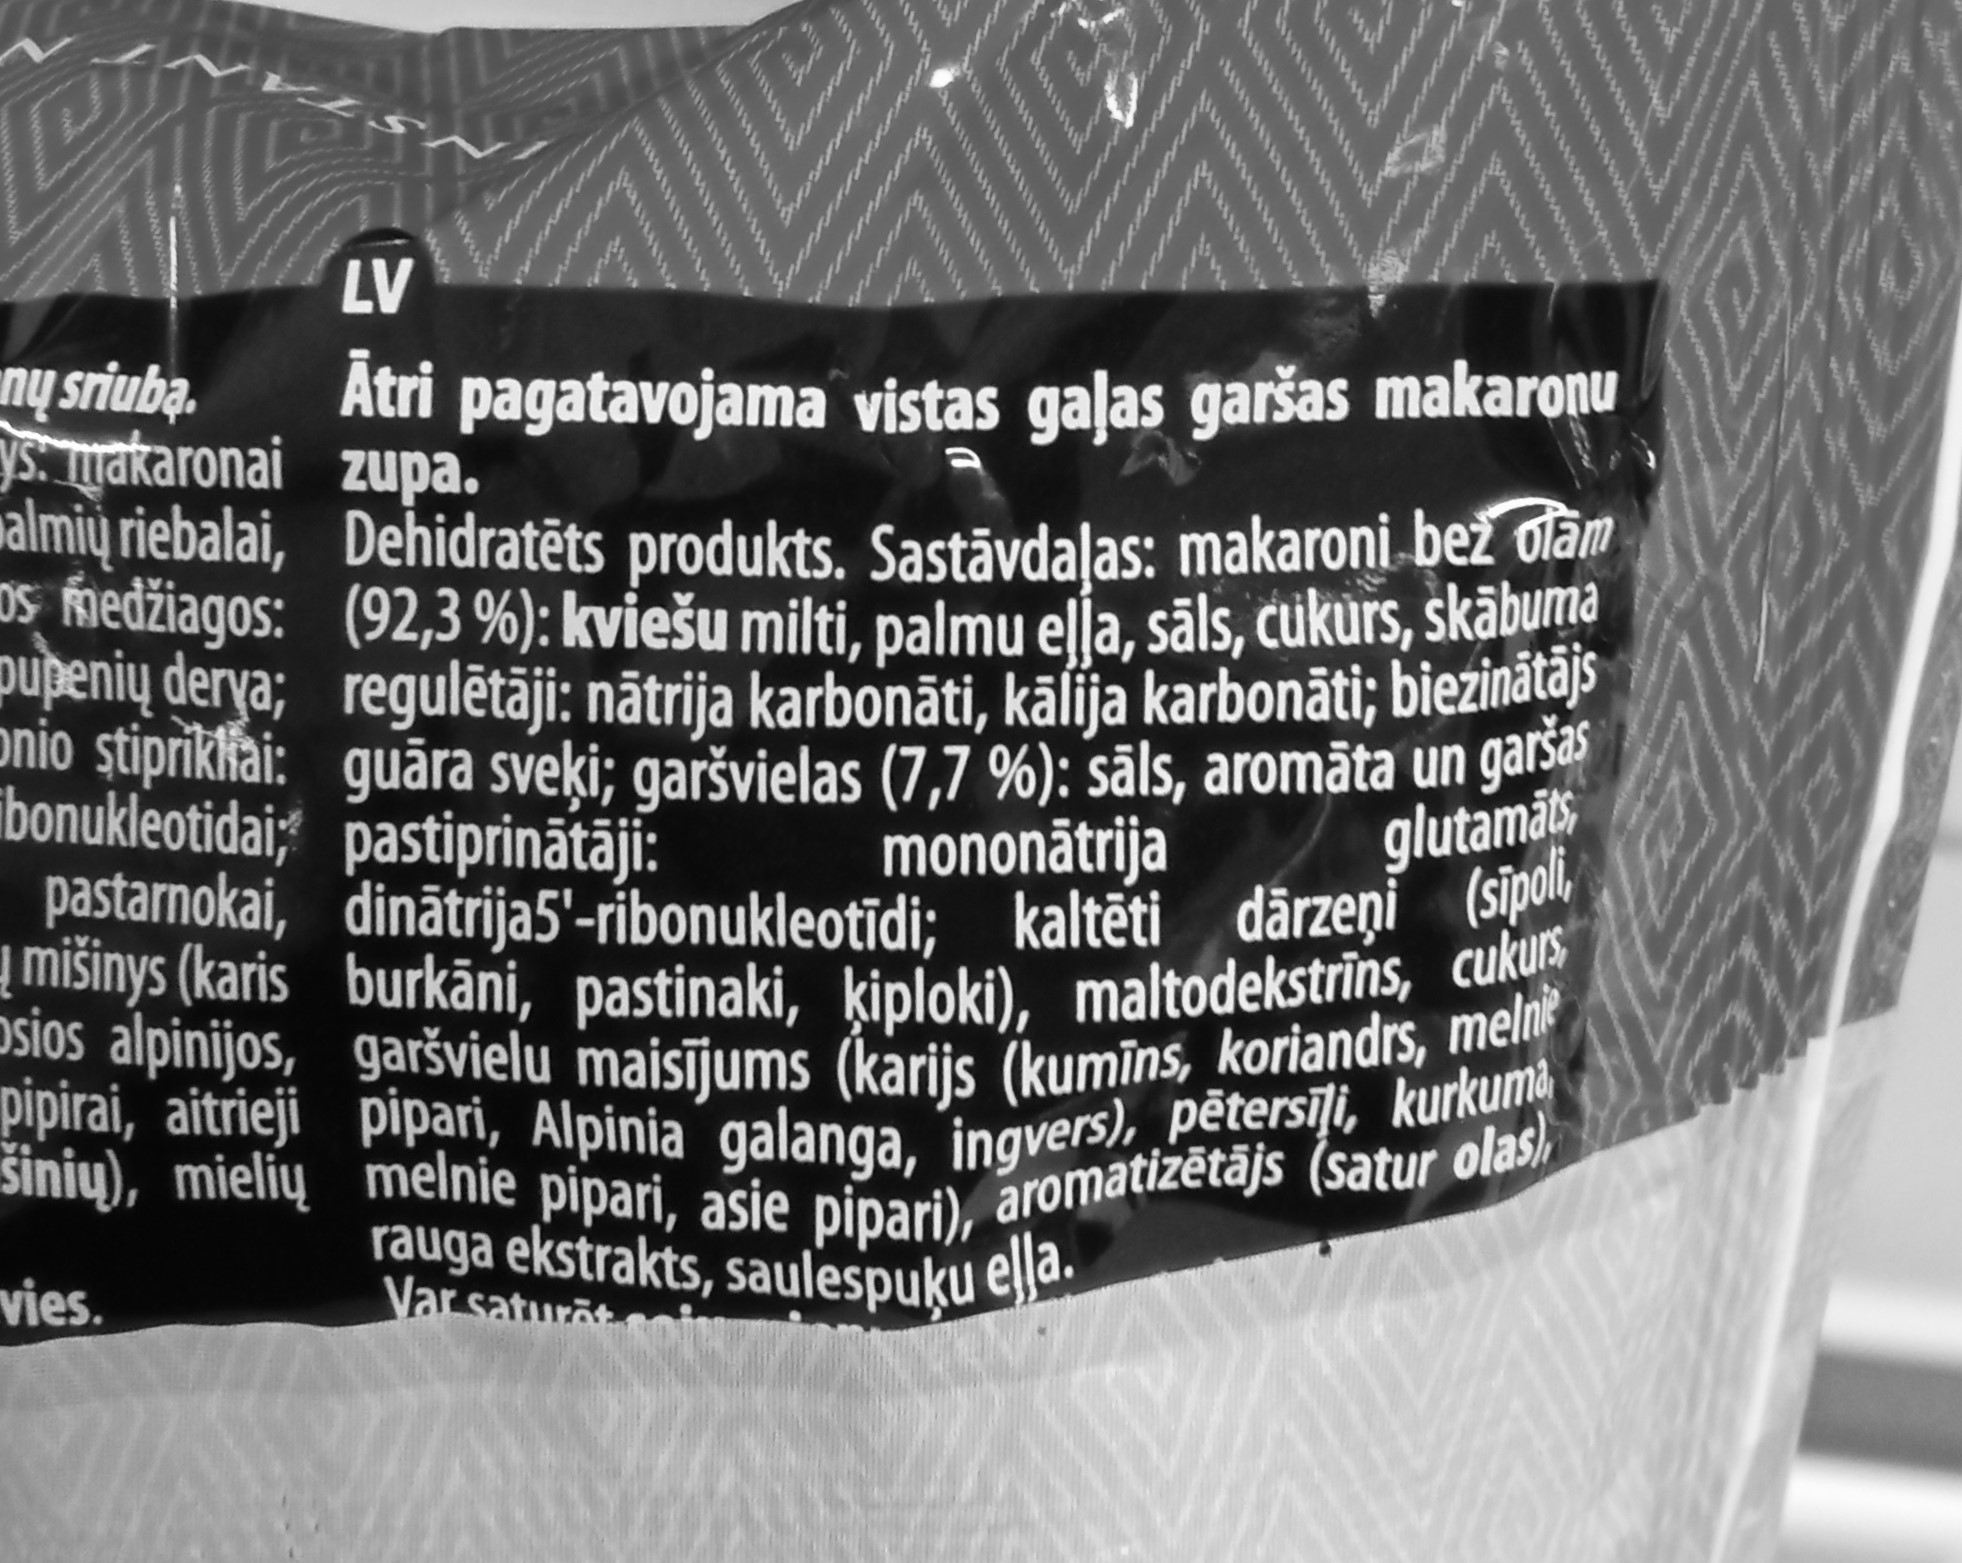 INSTANT N
nų sriubą.
ys: makaronai
palmių riebalai,
os medžiagos:
pupenių derva;
onio stiprikliai:
ibonukleotidai;
pastarnokai,
ų mišinys (karis
osios alpinijos,
pipirai, aitrieji
šinių), mielių
vies.
LV
Ātri pagatavojama vistas gaļas garšas makaronu
zupa.
Dehidratēts produkts. Sastāvdaļas: makaroni bez olām
(92,3 %): kviešu milti, palmu eļļa, sāls, cukurs, skābuma
regulētāji: nātrija karbonāti, kālija karbonāti; biezinātājs
guāra sveķi; garšvielas (7,7 %): sāls, aromāta un garšas
pastiprinātāji: mononātrija glutamāts,
dinātrija5'-ribonukleotīdi; kaltēti dārzeņi (sīpoli,
burkāni, pastinaki, ķiploki), maltodekstrīns, cukurs,
garšvielu maisījums (karijs (kumīns, koriandrs, melnie
pipari, Alpinia galanga, ingvers), pētersīļi, kurkuma,
melnie pipari, asie pipari), aromatizētājs (satur olas),
rauga ekstrakts, saulespuķu eļļa.
Var saturēt